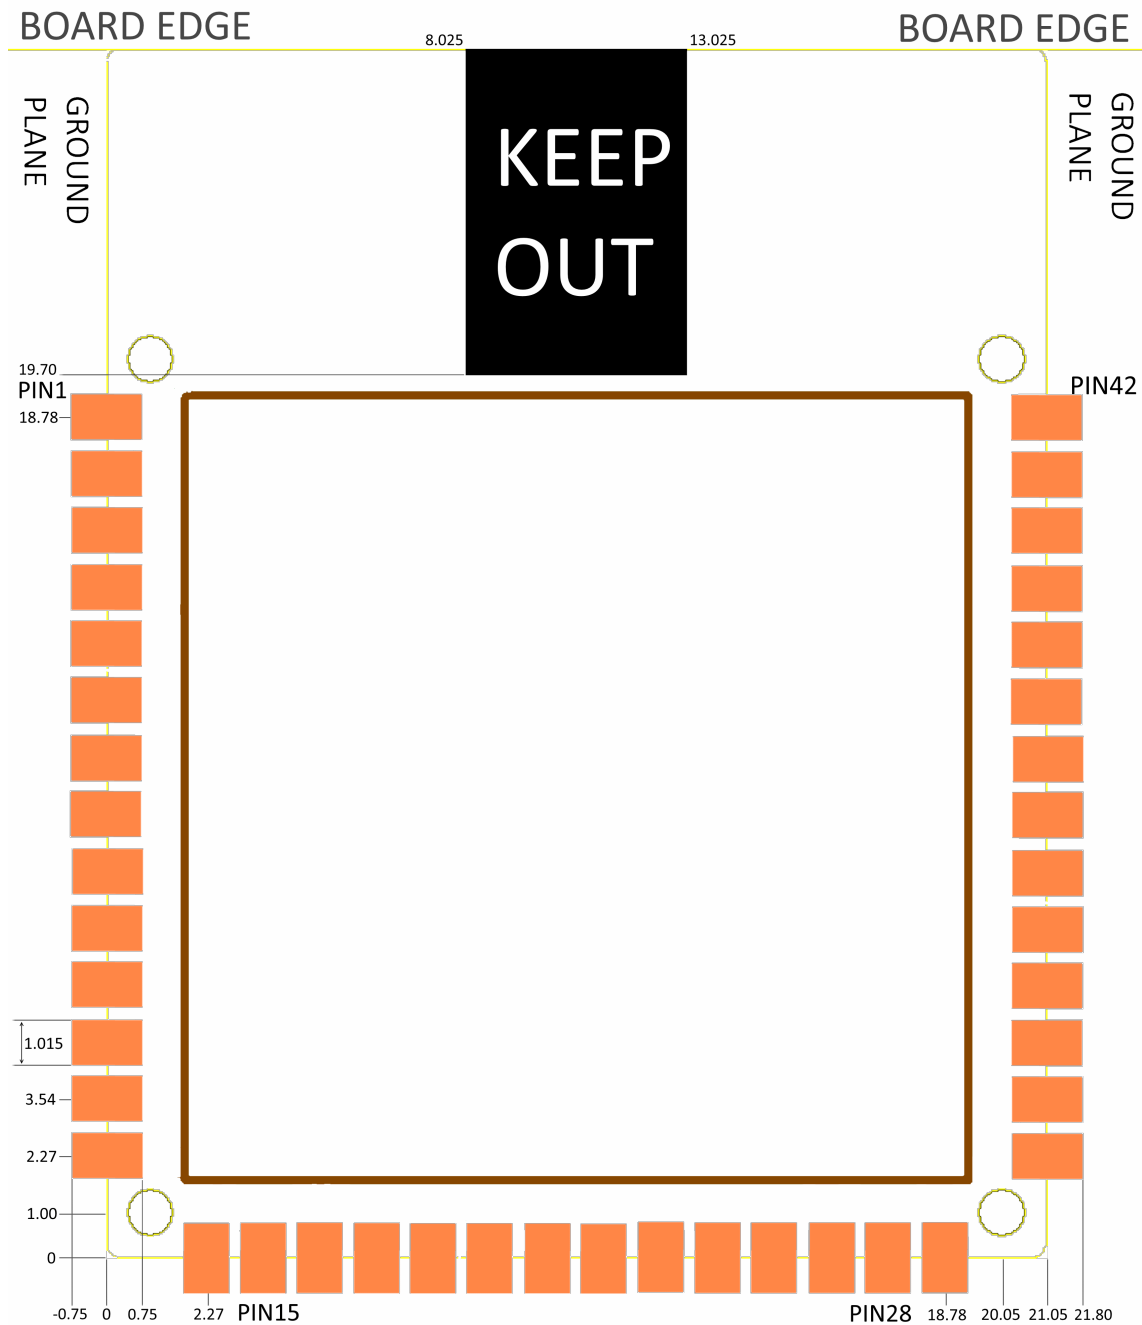 BOARD EDGE
BOARD EDGE
8.025
13.025
GROUND
PLANE
GROUND
PLANE
KEEP
OUT
19.70
PIN1
PIN42
18.78
1.015
3.54
2.27
1.00
0
-0.75
0
0.75
2.27
PIN15
PIN28
18.78
20.05
21.05
21.80